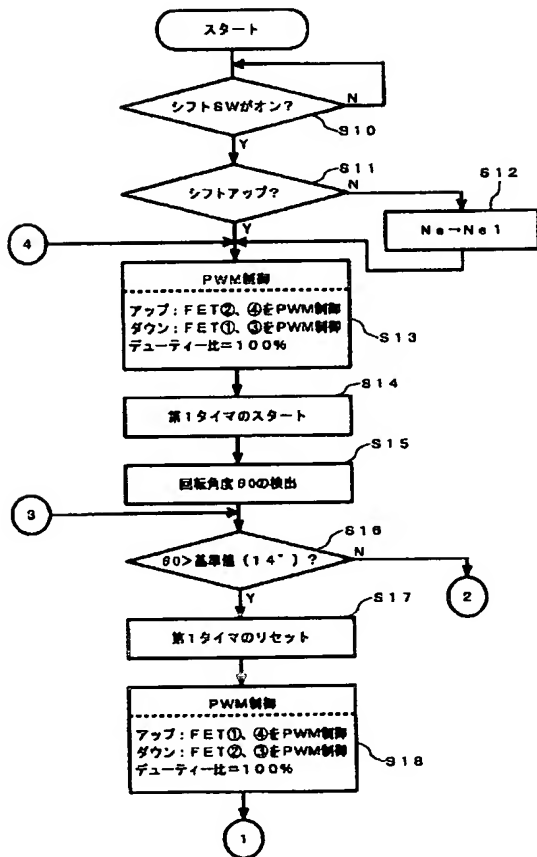 スタート
シフトSWがオン?
N
S10
Y
S11
シフトアップ?
N
S12
Y
Ne→Ne1
4
PWM制御
アップ:FET②、④をPWM制御
ダウン:FET①、③をPWM制御
デューティー比=100%
S13
S14
第1タイマのスタート
S15
回転角度θ0の検出
3
S16
θ0>基準値(14°)?
N
2
Y
S17
第1タイマのリセット
PWM制御
アップ:FET①、④をPWM制御
ダウン:FET②、③をPWM制御
デューティー比=100%
S18
1